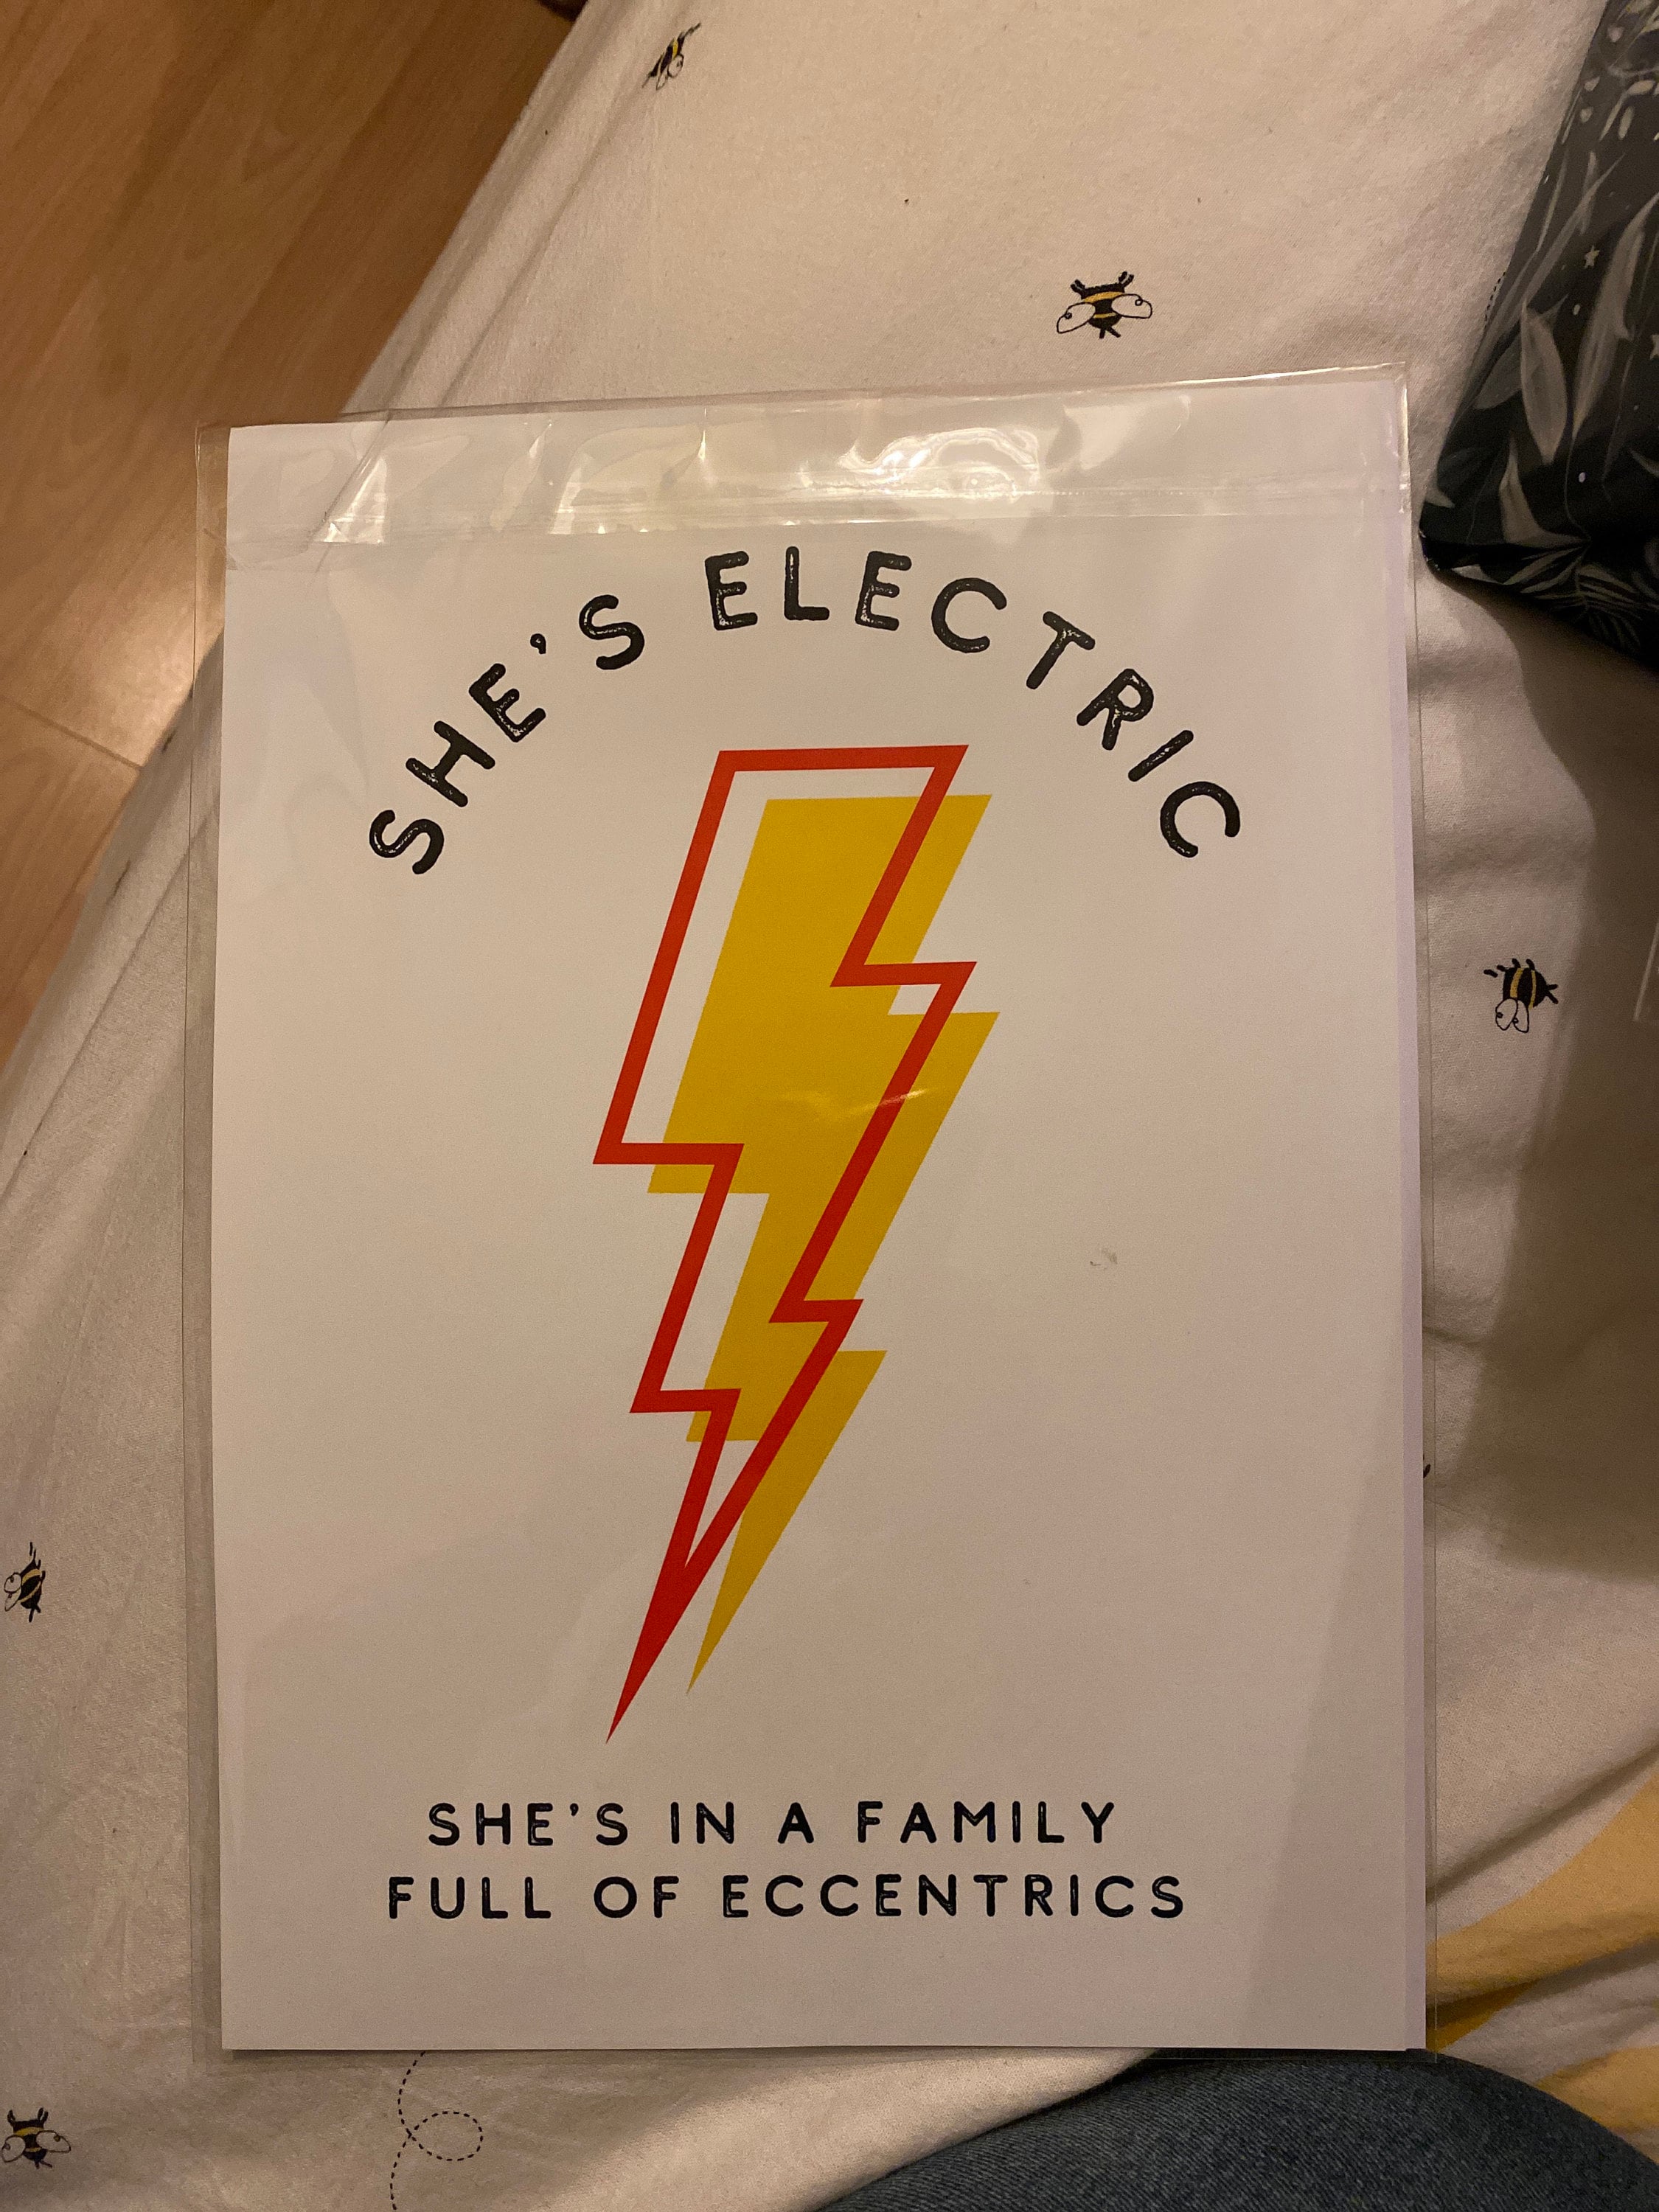 SHE'S ELECTRIC
SHE'S IN A FAMILY
FULL OF ECCENTRICS